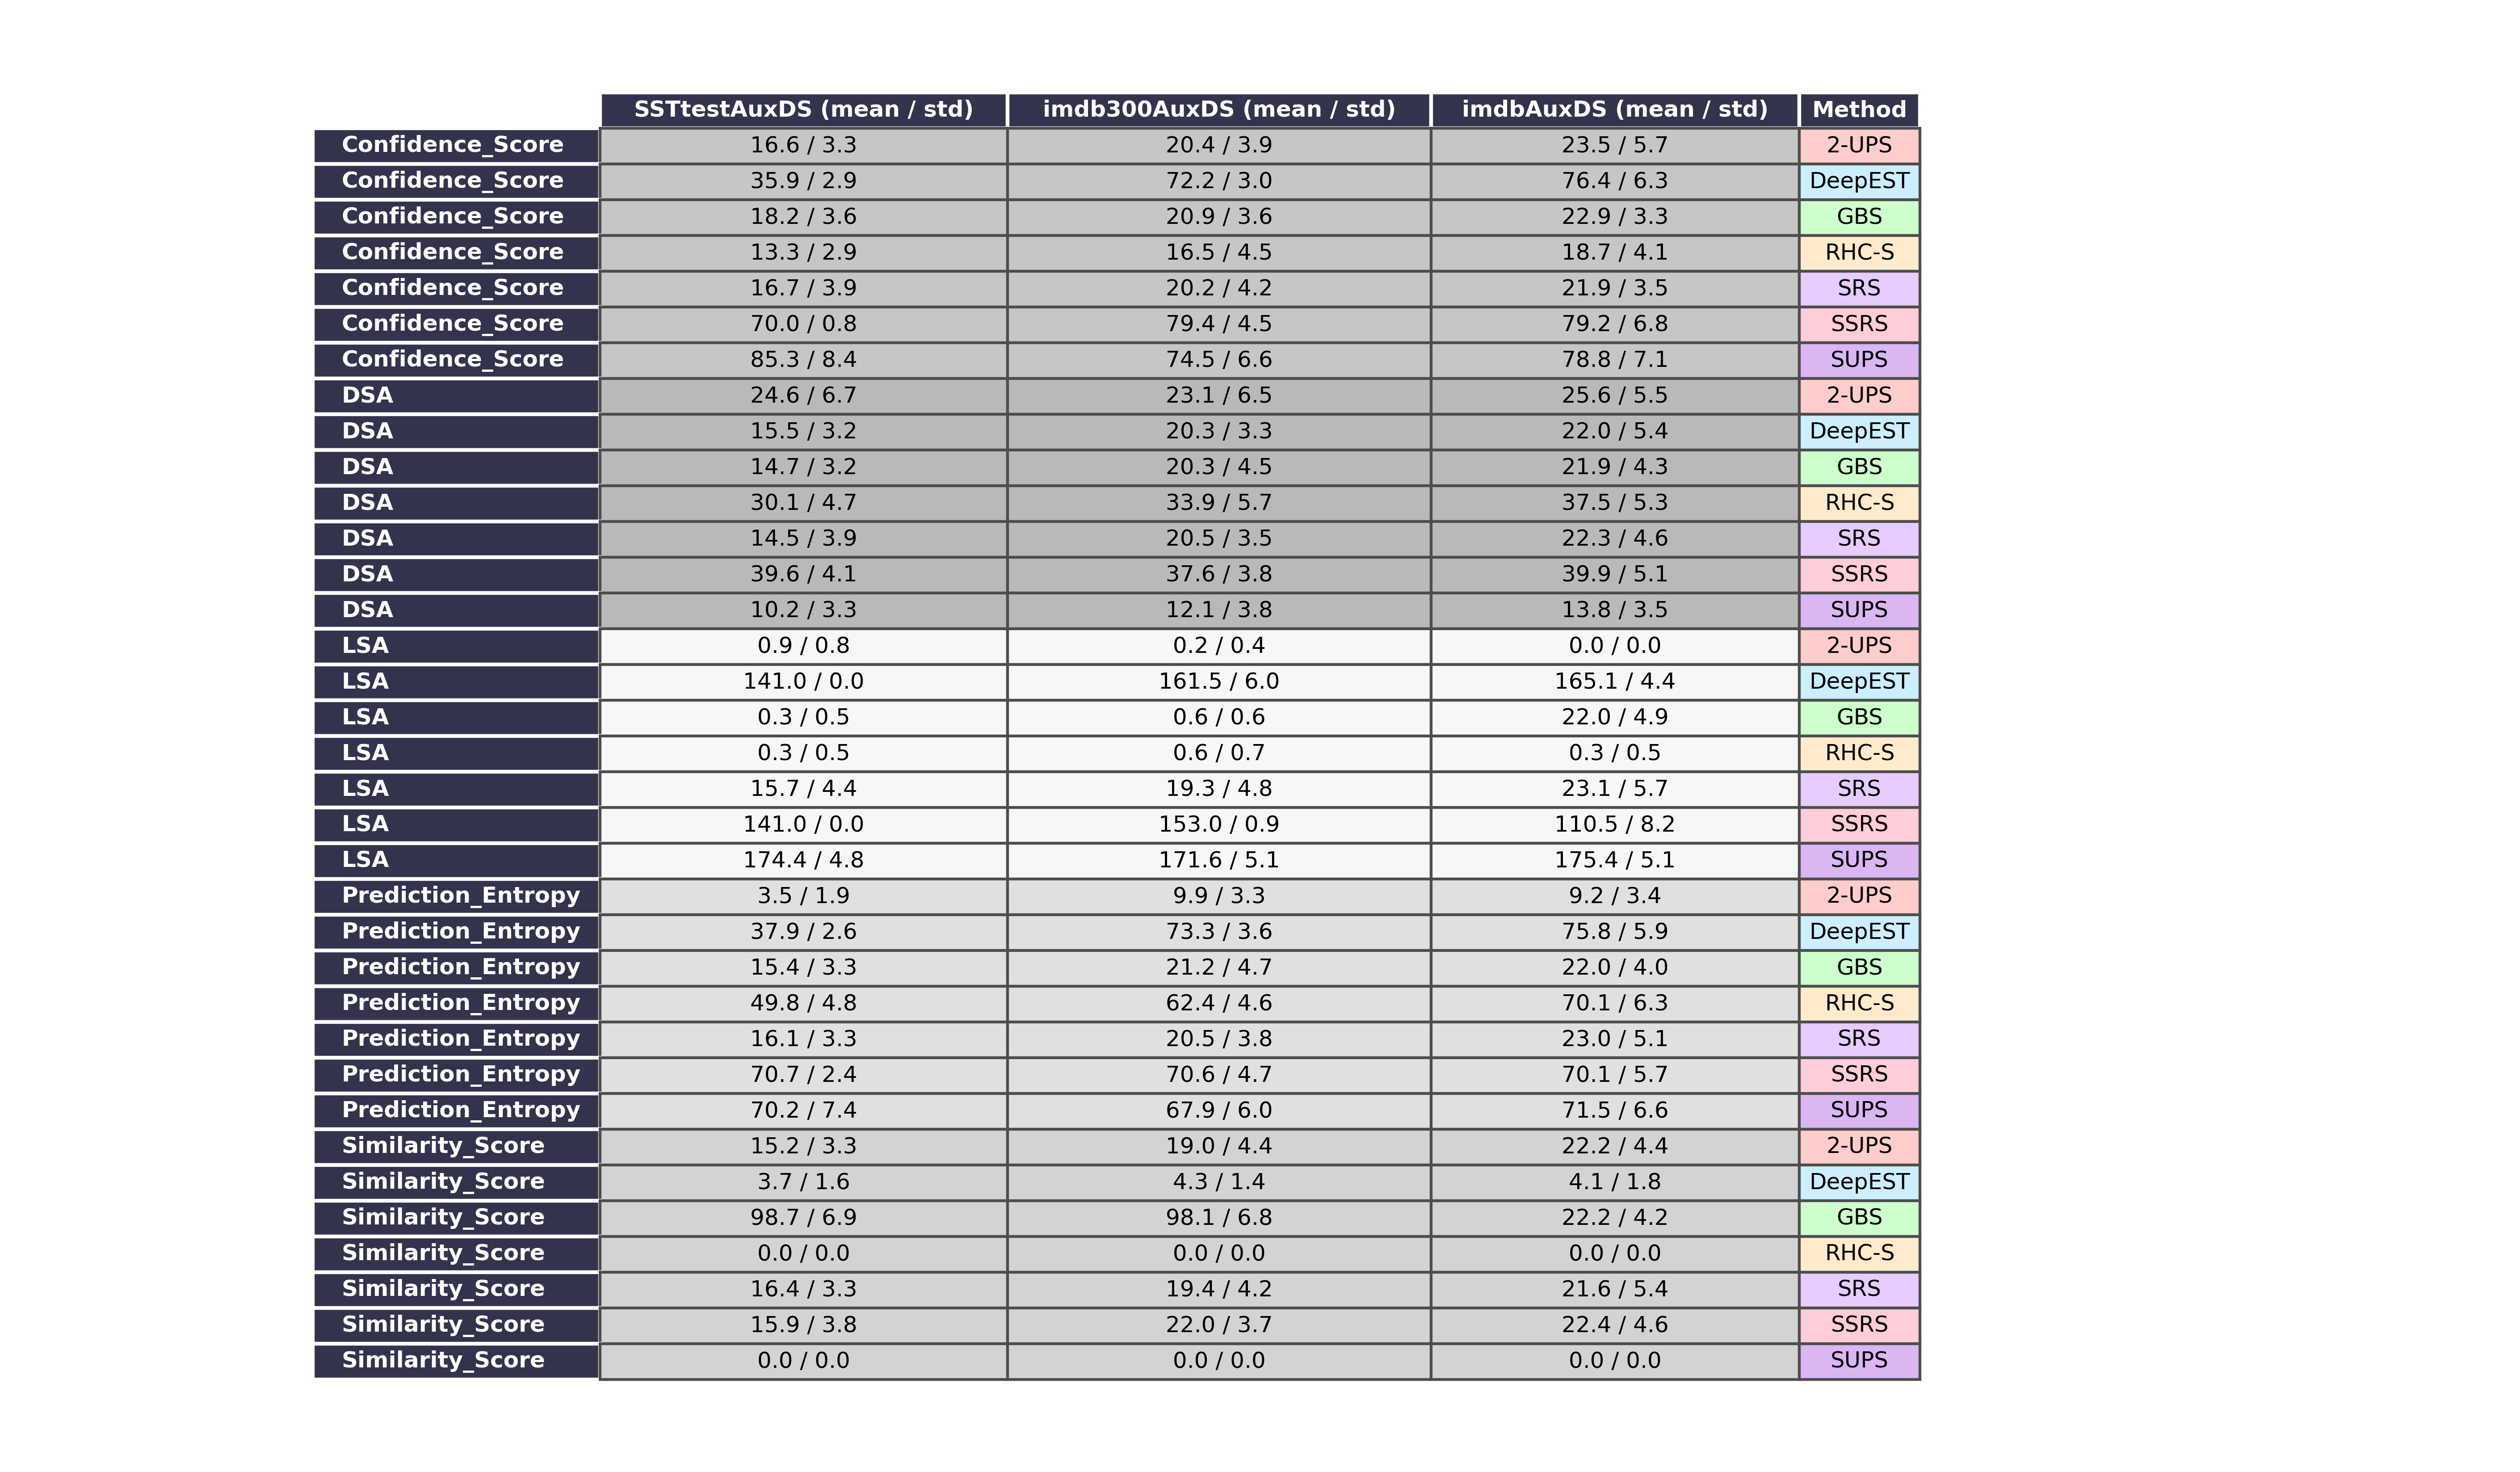 SSTtestAuxDS (mean / std) imdb300AuxDS (mean / std) imdbAuxDS (mean / std) Method
Confidence_Score 16.6 / 3.3 20.4 / 3.9 23.5 / 5.7 2-UPS
Confidence_Score 35.9 / 2.9 72.2 / 3.0 76.4 / 6.3 DeepEST
Confidence_Score 18.2 / 3.6 20.9 / 3.6 22.9 / 3.3 GBS
Confidence_Score 13.3 / 2.9 16.5 / 4.5 18.7 / 4.1 RHC-S
Confidence_Score 16.7 / 3.9 20.2 / 4.2 21.9 / 3.5 SRS
Confidence_Score 70.0 / 0.8 79.4 / 4.5 79.2 / 6.8 SSRS
Confidence_Score 85.3 / 8.4 74.5 / 6.6 78.8 / 7.1 SUPS
DSA 24.6 / 6.7 23.1 / 6.5 25.6 / 5.5 2-UPS
DSA 15.5 / 3.2 20.3 / 3.3 22.0 / 5.4 DeepEST
DSA 14.7 / 3.2 20.3 / 4.5 21.9 / 4.3 GBS
DSA 30.1 / 4.7 33.9 / 5.7 37.5 / 5.3 RHC-S
DSA 14.5 / 3.9 20.5 / 3.5 22.3 / 4.6 SRS
DSA 39.6 / 4.1 37.6 / 3.8 39.9 / 5.1 SSRS
DSA 10.2 / 3.3 12.1 / 3.8 13.8 / 3.5 SUPS
LSA 0.9 / 0.8 0.2 / 0.4 0.0 / 0.0 2-UPS
LSA 141.0 / 0.0 161.5 / 6.0 165.1 / 4.4 DeepEST
LSA 0.3 / 0.5 0.6 / 0.6 22.0 / 4.9 GBS
LSA 0.3 / 0.5 0.6 / 0.7 0.3 / 0.5 RHC-S
LSA 15.7 / 4.4 19.3 / 4.8 23.1 / 5.7 SRS
LSA 141.0 / 0.0 153.0 / 0.9 110.5 / 8.2 SSRS
LSA 174.4 / 4.8 171.6 / 5.1 175.4 / 5.1 SUPS
Prediction_Entropy 3.5 / 1.9 9.9 / 3.3 9.2 / 3.4 2-UPS
Prediction_Entropy 37.9 / 2.6 73.3 / 3.6 75.8 / 5.9 DeepEST
Prediction_Entropy 15.4 / 3.3 21.2 / 4.7 22.0 / 4.0 GBS
Prediction_Entropy 49.8 / 4.8 62.4 / 4.6 70.1 / 6.3 RHC-S
Prediction_Entropy 16.1 / 3.3 20.5 / 3.8 23.0 / 5.1 SRS
Prediction_Entropy 70.7 / 2.4 70.6 / 4.7 70.1 / 5.7 SSRS
Prediction_Entropy 70.2 / 7.4 67.9 / 6.0 71.5 / 6.6 SUPS
Similarity_Score 15.2 / 3.3 19.0 / 4.4 22.2 / 4.4 2-UPS
Similarity_Score 3.7 / 1.6 4.3 / 1.4 4.1 / 1.8 DeepEST
Similarity_Score 98.7 / 6.9 98.1 / 6.8 22.2 / 4.2 GBS
Similarity_Score 0.0 / 0.0 0.0 / 0.0 0.0 / 0.0 RHC-S
Similarity_Score 16.4 / 3.3 19.4 / 4.2 21.6 / 5.4 SRS
Similarity_Score 15.9 / 3.8 22.0 / 3.7 22.4 / 4.6 SSRS
Similarity_Score 0.0 / 0.0 0.0 / 0.0 0.0 / 0.0 SUPS